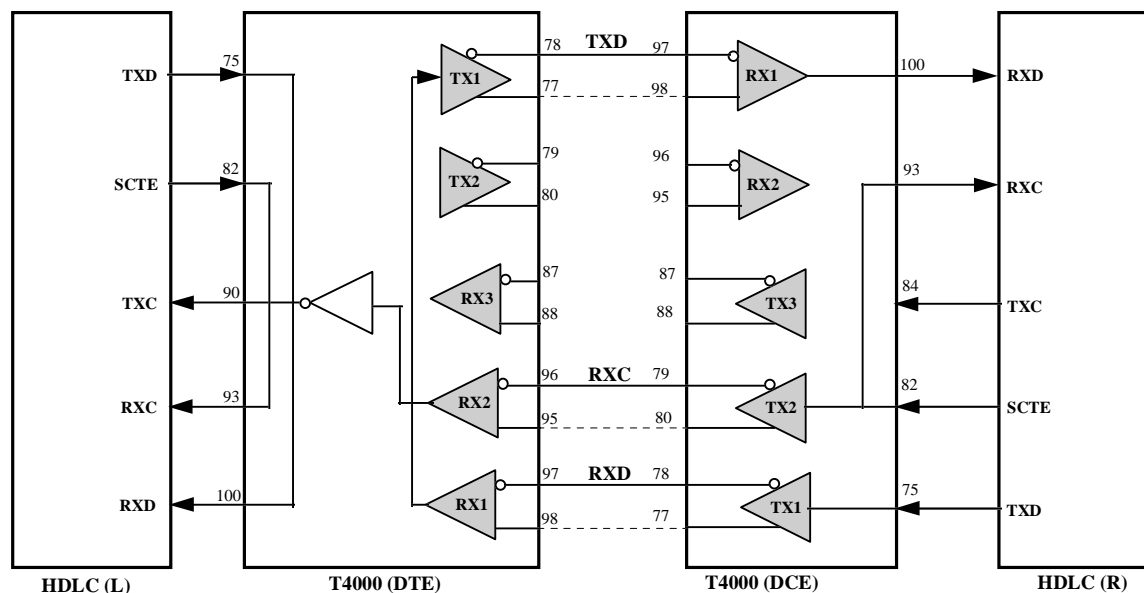 78 TXD 97
TXD 75 TX1 RX1 100 RXD
77 98
79 96
SCTE 82 TX2 RX2 93 RXC
80 95
87 87
TXC 90 RX3 TX3 84 TXC
88 88
96 RXC 79
RXC 93 RX2 TX2 82 SCTE
95 80
97 RXD 78
RXD 100 RX1 TX1 75 TXD
98 77
HDLC (L) T4000 (DTE) T4000 (DCE) HDLC (R)